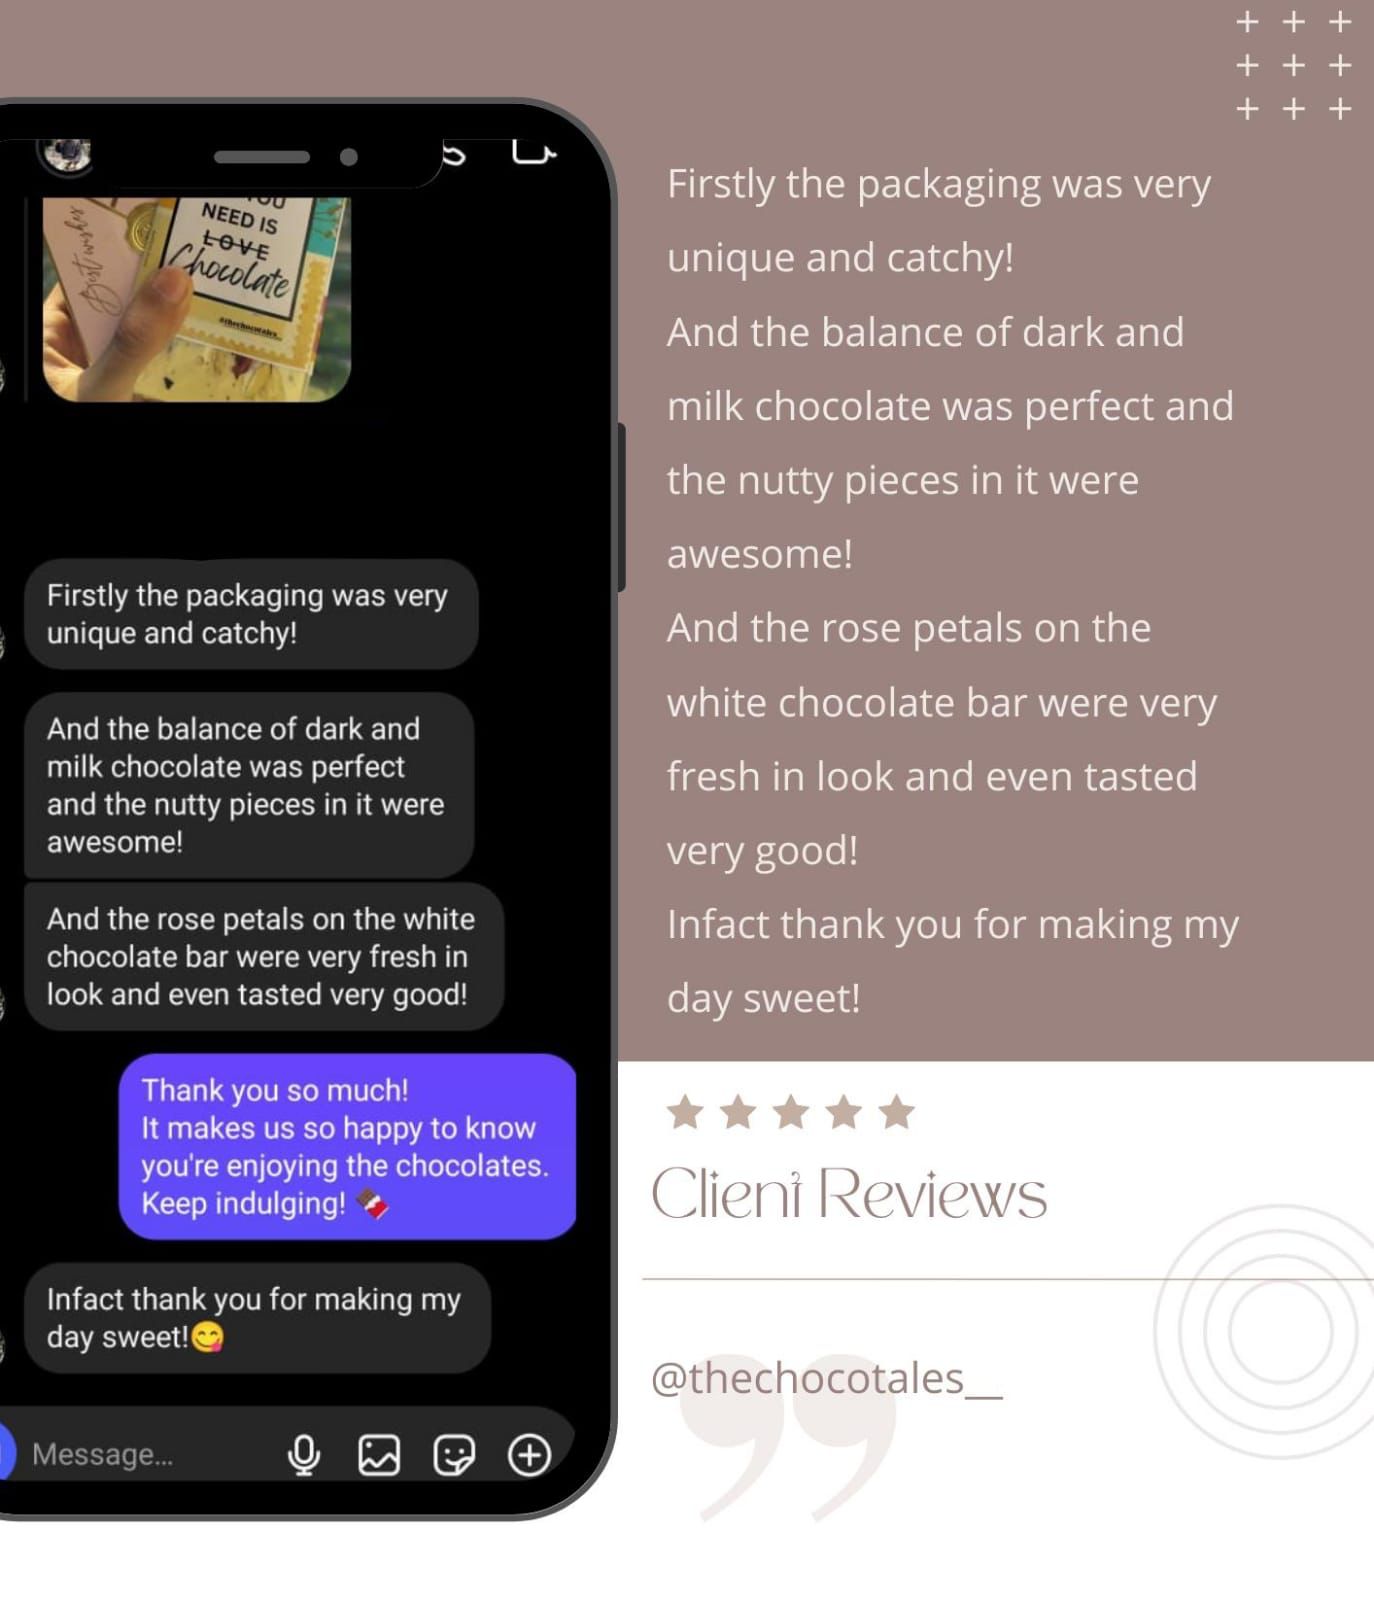 Best wishes
YOU
NEED IS
LOVE
Chocolate
@thechocotales__
Firstly the packaging was very
unique and catchy!
And the balance of dark and
milk chocolate was perfect
and the nutty pieces in it were
awesome!
And the rose petals on the white
chocolate bar were very fresh in
look and even tasted very good!
Thank you so much!
It makes us so happy to know
you're enjoying the chocolates.
Keep indulging! 🍫
Infact thank you for making my
day sweet!😋
Message...
Firstly the packaging was very
unique and catchy!
And the balance of dark and
milk chocolate was perfect and
the nutty pieces in it were
awesome!
And the rose petals on the
white chocolate bar were very
fresh in look and even tasted
very good!
Infact thank you for making my
day sweet!
Client Reviews
@thechocotales__